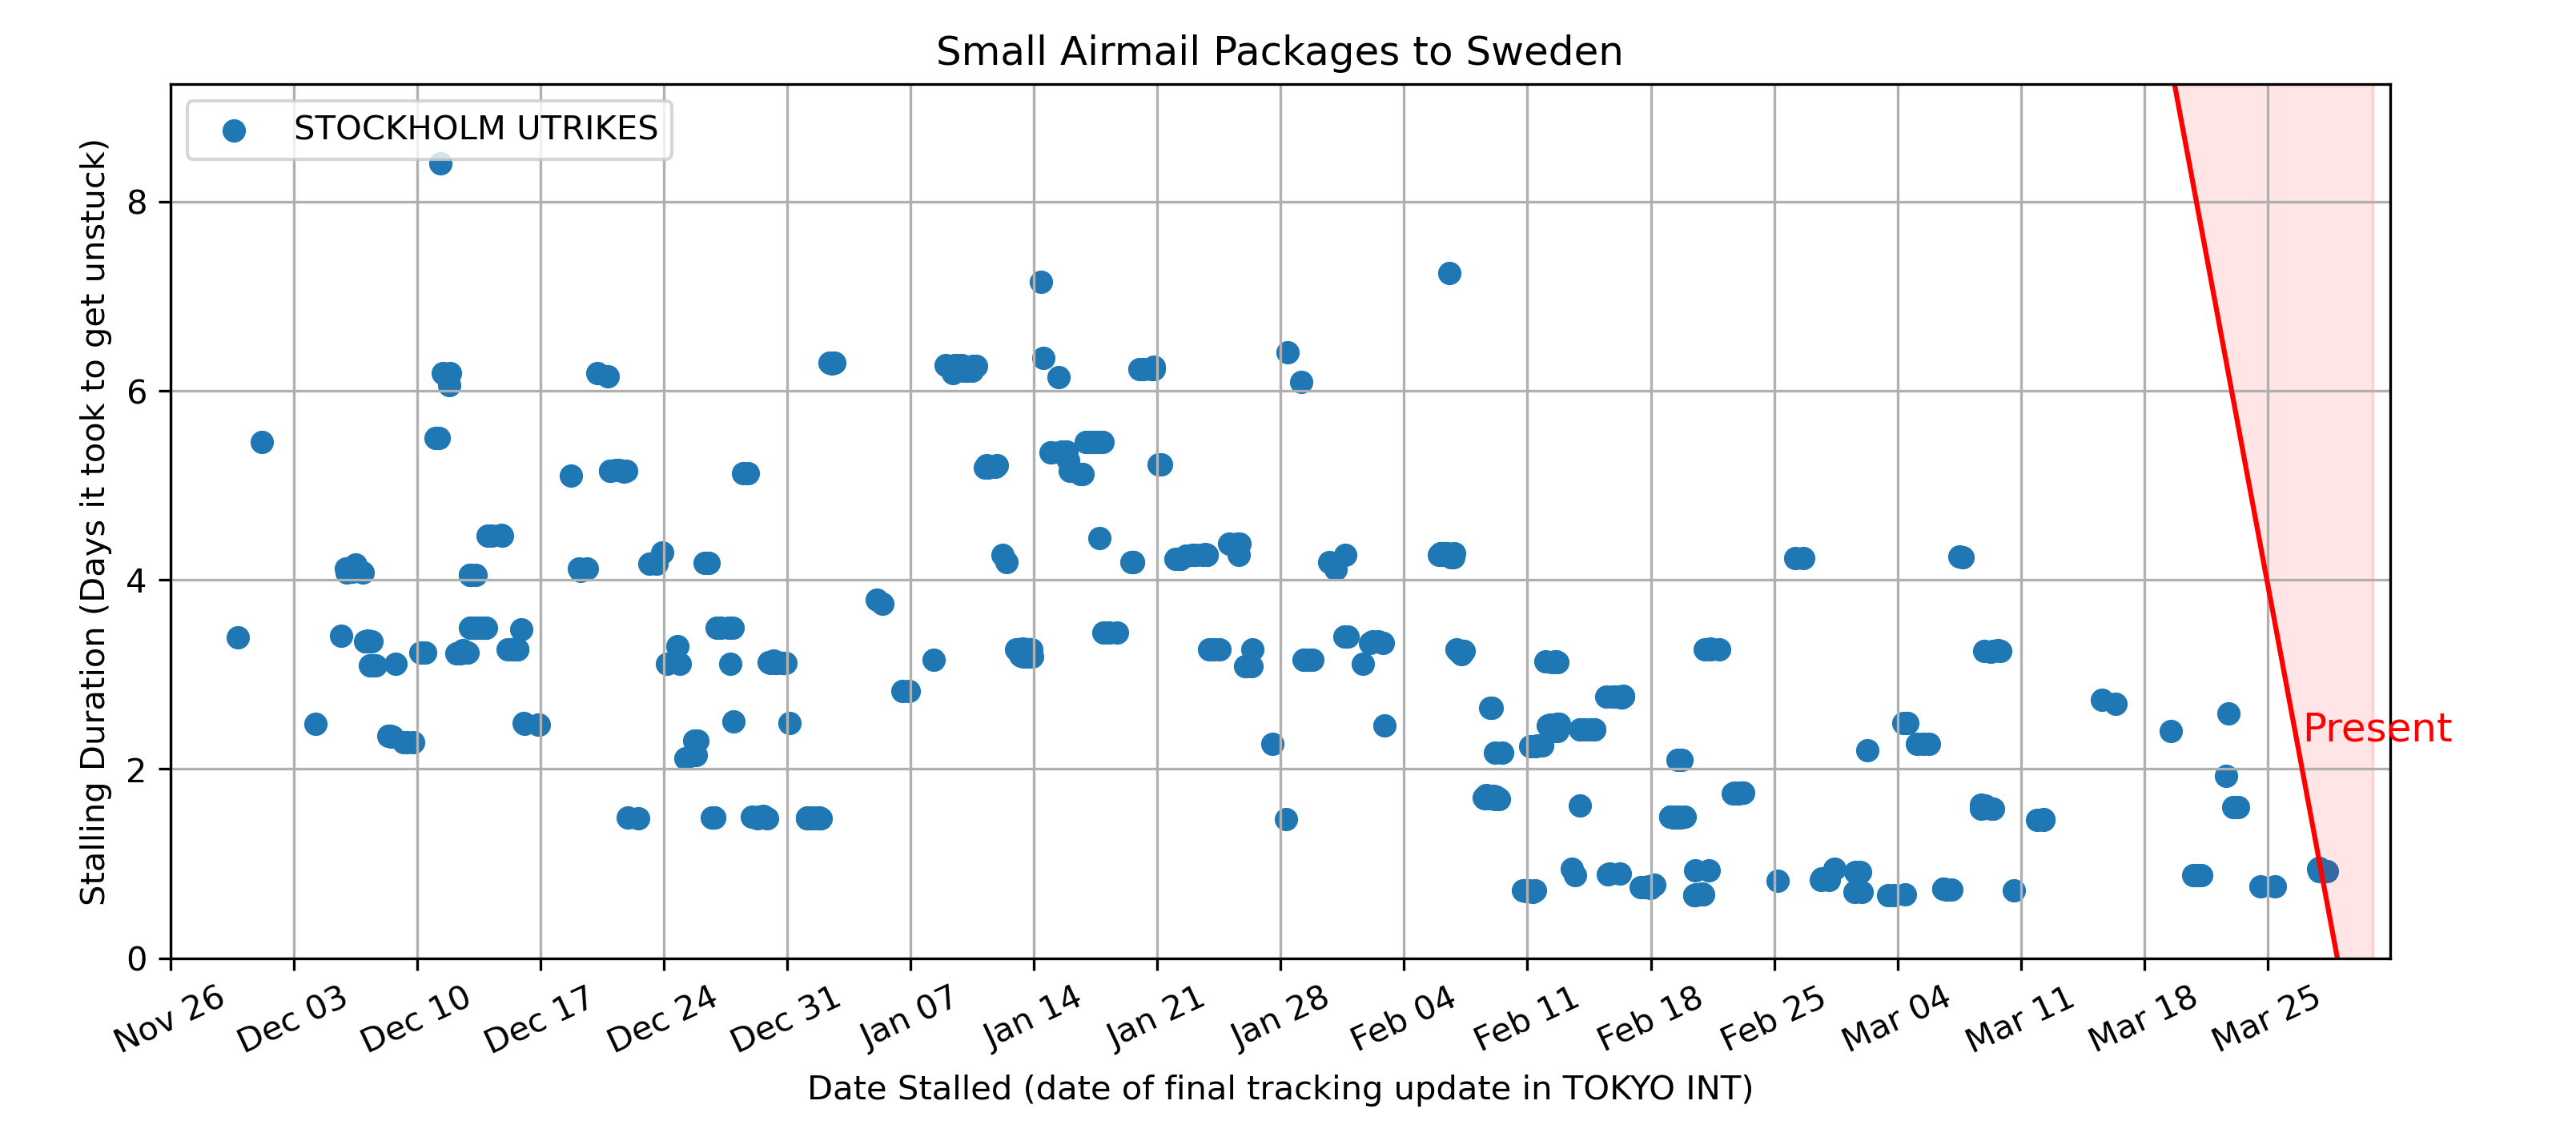 Small Airmail Packages to Sweden
STOCKHOLM UTRIKES
Stalling Duration (Days it took to get unstuck)
8
6
4
2
0
Present
Nov 26
Dec 03
Dec 10
Dec 17
Dec 24
Dec 31
Jan 07
Jan 14
Jan 21
Jan 28
Feb 04
Feb 11
Feb 18
Feb 25
Mar 04
Mar 11
Mar 18
Mar 25
Date Stalled (date of final tracking update in TOKYO INT)